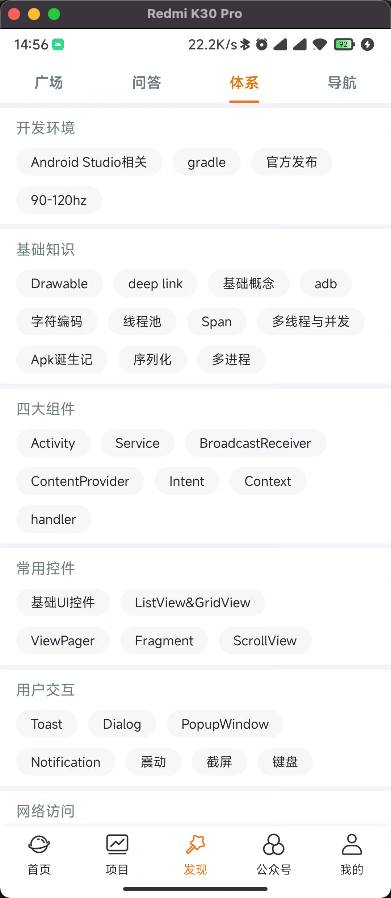 Redmi K30 Pro
14:56 22.2K/s 92
广场 问答 体系 导航
开发环境
Android Studio相关 gradle 官方发布
90-120hz
基础知识
Drawable deep link 基础概念 adb
字符编码 线程池 Span 多线程与并发
Apk诞生记 序列化 多进程
四大组件
Activity Service BroadcastReceiver
ContentProvider Intent Context
handler
常用控件
基础UI控件 ListView&GridView
ViewPager Fragment ScrollView
用户交互
Toast Dialog PopupWindow
Notification 震动 截屏 键盘
网络访问
首页 项目 发现 公众号 我的